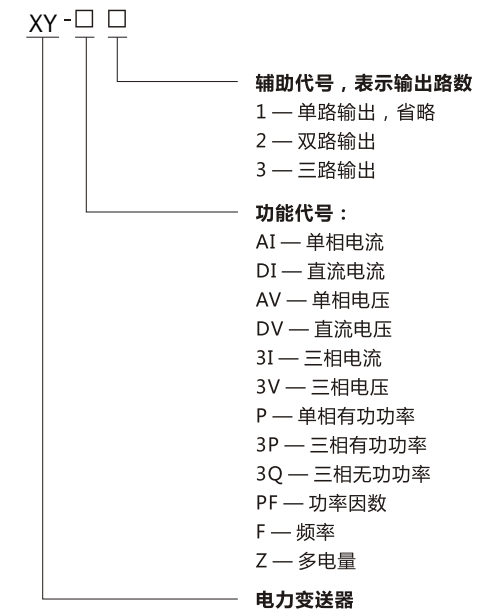 XY-□ □
辅助代号，表示输出路数
1 — 单路输出，省略
2 — 双路输出
3 — 三路输出
功能代号：
AI — 单相电流
DI — 直流电流
AV — 单相电压
DV — 直流电压
3I — 三相电流
3V — 三相电压
P — 单相有功功率
3P — 三相有功功率
3Q — 三相无功功率
PF — 功率因数
F — 频率
Z — 多电量
电力变送器